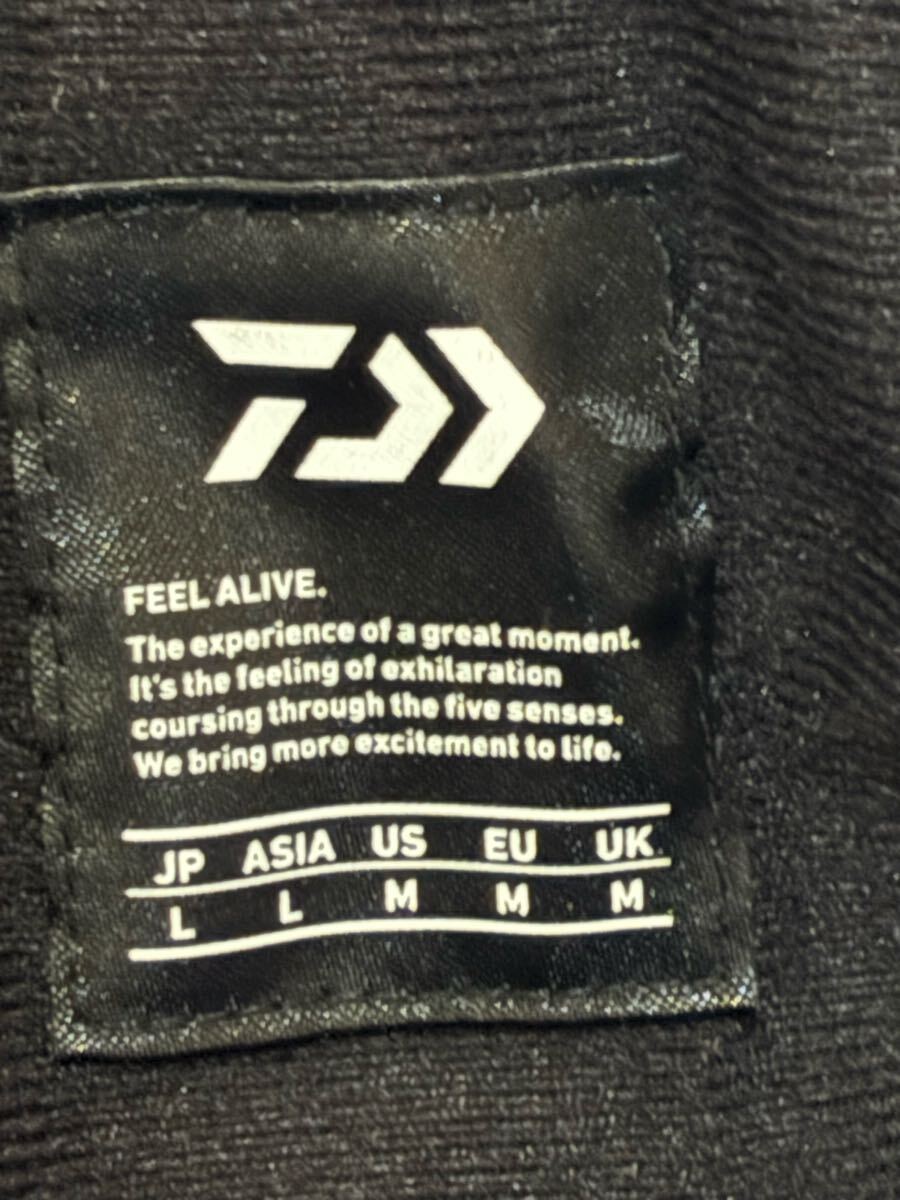 FEEL ALIVE.
The experience of a great moment.
It's the feeling of exhilaration
coursing through the five senses.
We bring more excitement to life.
JP ASIA US EU UK
L L M M M